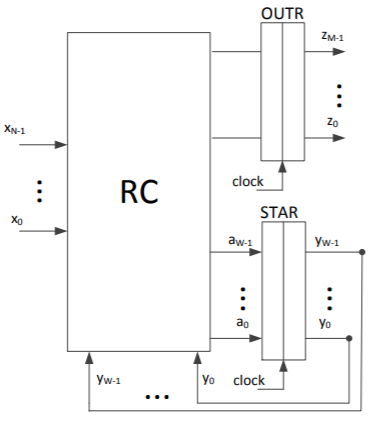 OUTR
z_{M-1}
x_{N-1}
z_0
RC
clock
x_0
STAR
a_{W-1}
y_{W-1}
a_0
y_0
y_{W-1}
y_0
clock